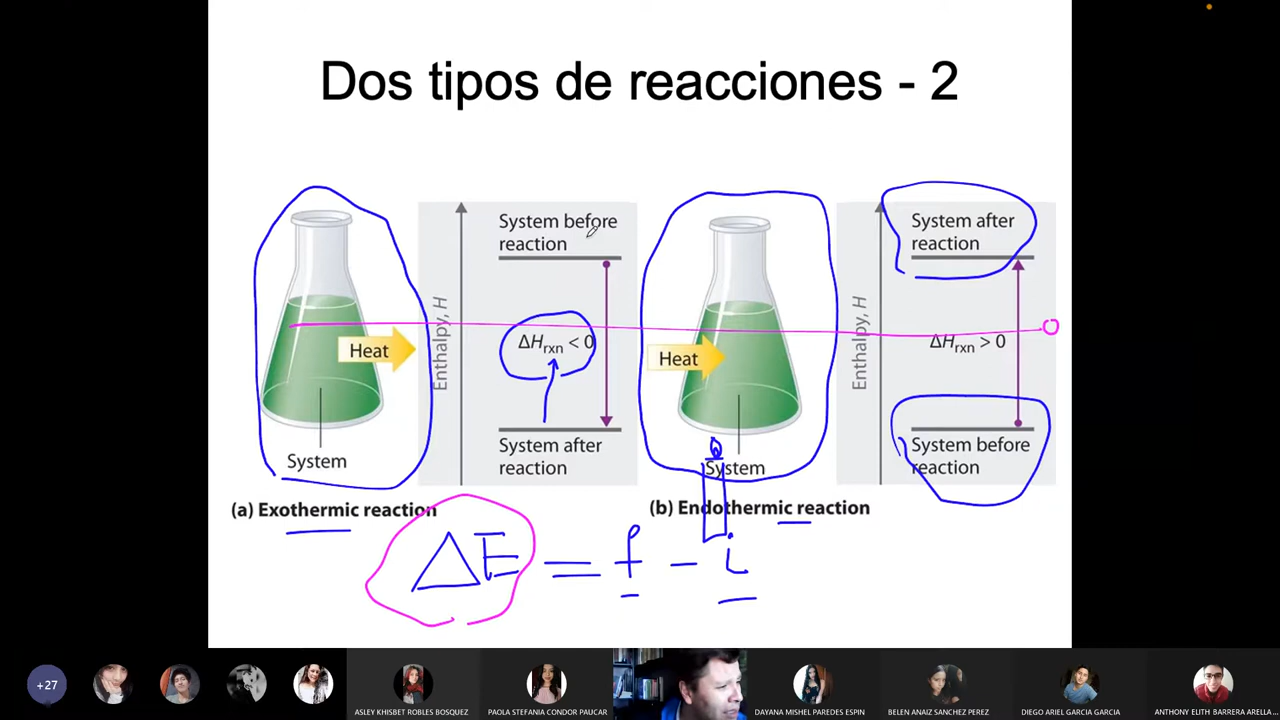 Dos tipos de reacciones - 2
System before
reaction
Enthalpy, H
ΔHrxn < 0
Heat
System after
reaction
System
(a) Exothermic reaction
System after
reaction
Enthalpy, H
ΔHrxn > 0
Heat
System before
reaction
System
(b) Endothermic reaction
0
ΔE = f - i
+27
ASLEY KHISBET ROBLES BOSQUEZ
PAOLA STEFANIA CONDOR PAUCAR
DAYANA MISHEL PAREDES ESPIN
BELEN ANAIZ SANCHEZ PEREZ
DIEGO ARIEL GARCIA GARCIA
ANTHONY ELITH BARRERA ARELLA